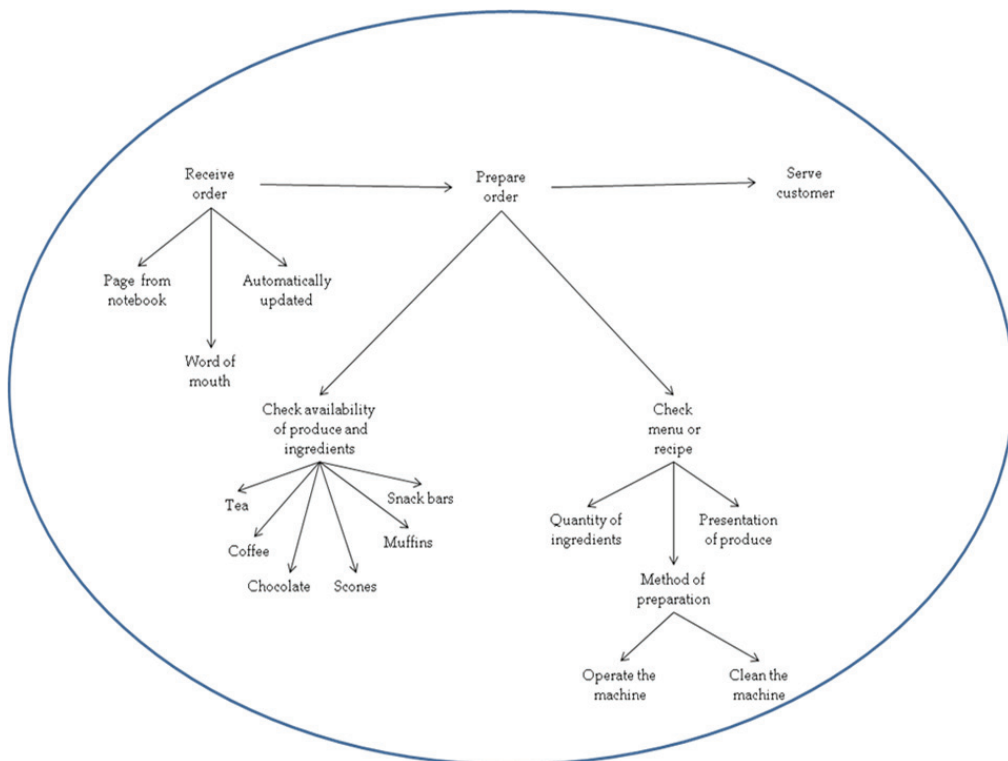 Receive
order
Prepare
order
Serve
customer
Page from
notebook
Automatically
updated
Word of
mouth
Check availability
of produce and
ingredients
Check
menu or
recipe
Tea
Coffee
Chocolate
Scones
Muffins
Snack bars
Quantity of
ingredients
Presentation
of produce
Method of
preparation
Operate the
machine
Clean the
machine